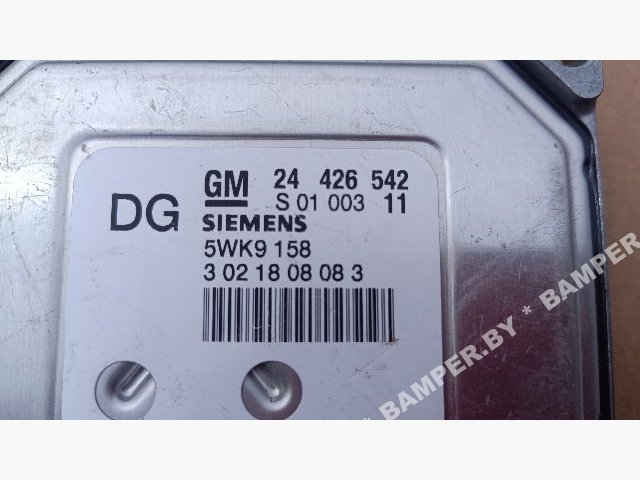 GM 24 426 542
S 01 003 11
DG SIEMENS
5WK9 158
3 02 18 08 08 3
* BAMPER.BY * BAMPER.